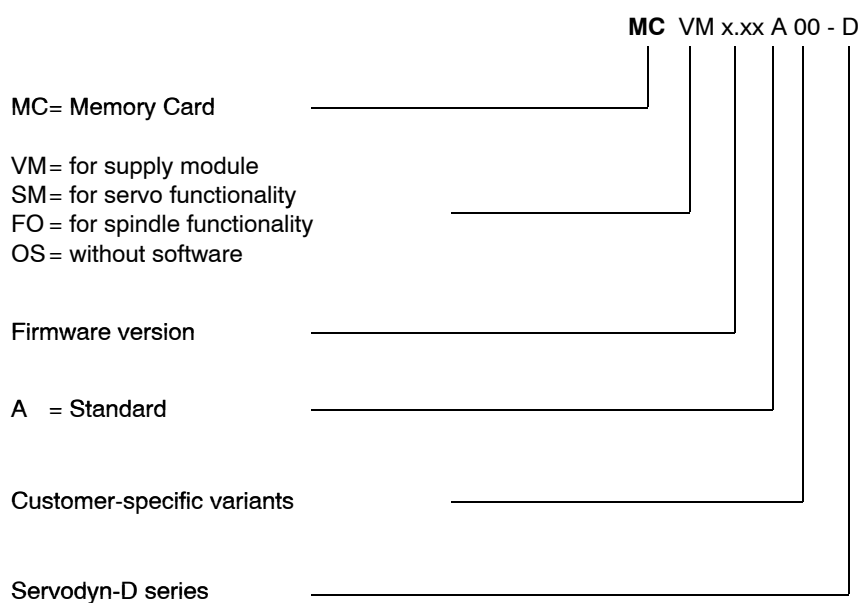 MC VM x.xx A 00 - D
MC= Memory Card
VM= for supply module
SM= for servo functionality
FO = for spindle functionality
OS= without software
Firmware version
A = Standard
Customer-specific variants
Servodyn-D series